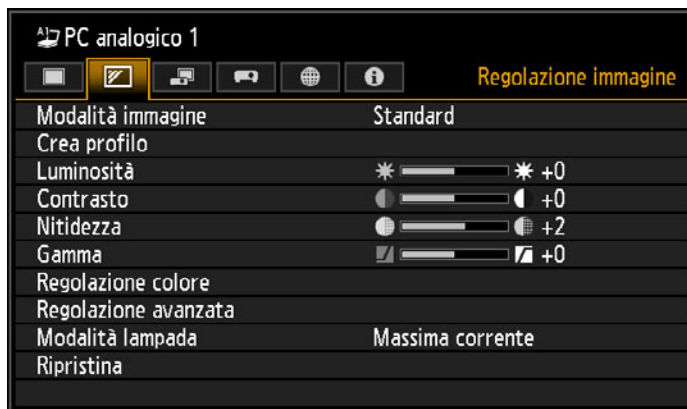 PC analogico 1
Regolazione immagine
Modalità immagine Standard
Crea profilo
Luminosità +0
Contrasto +0
Nitidezza +2
Gamma +0
Regolazione colore
Regolazione avanzata
Modalità lampada Massima corrente
Ripristina